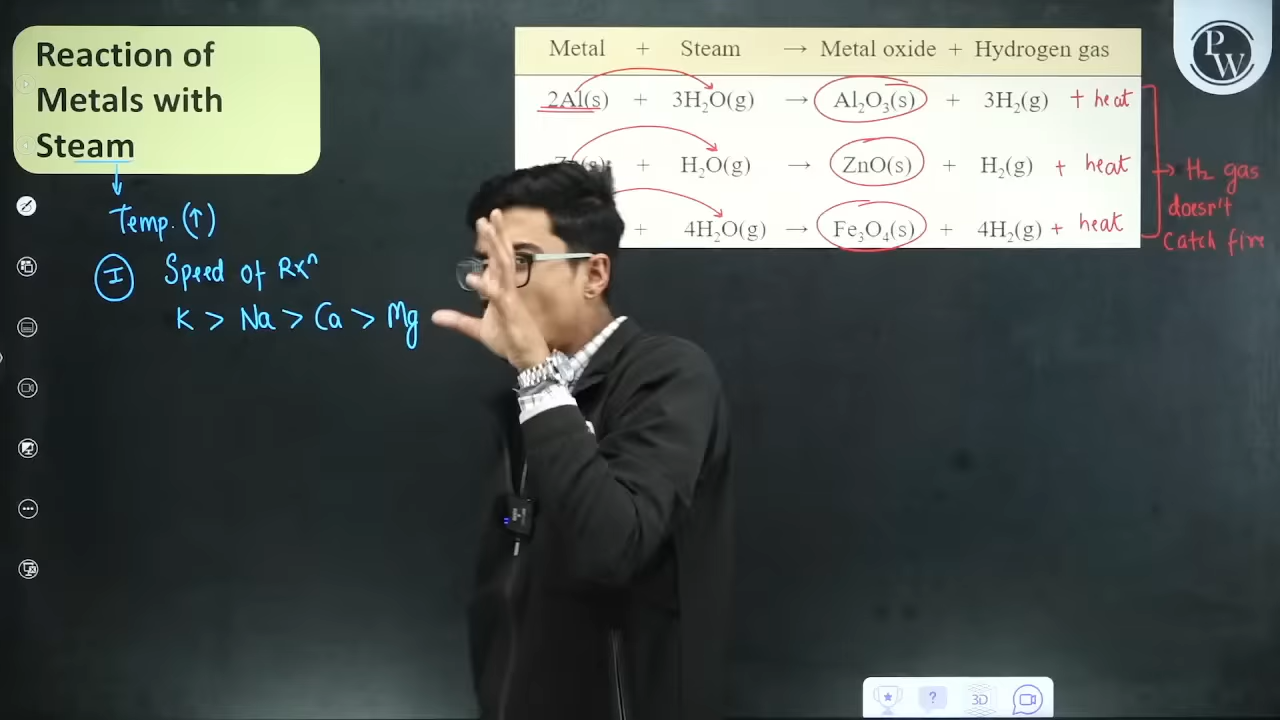 Reaction of
Metals with
Steam
Temp. (↑)
I Speed of Rxⁿ
K > Na > Ca > Mg
Metal + Steam → Metal oxide + Hydrogen gas
2Al(s) + 3H₂O(g) → Al₂O₃(s) + 3H₂(g) + heat
+ H₂O(g) → ZnO(s) + H₂(g) + heat
+ 4H₂O(g) → Fe₃O₄(s) + 4H₂(g) + heat
→ H₂ gas
doesn't
catch fire
PW
?
3D